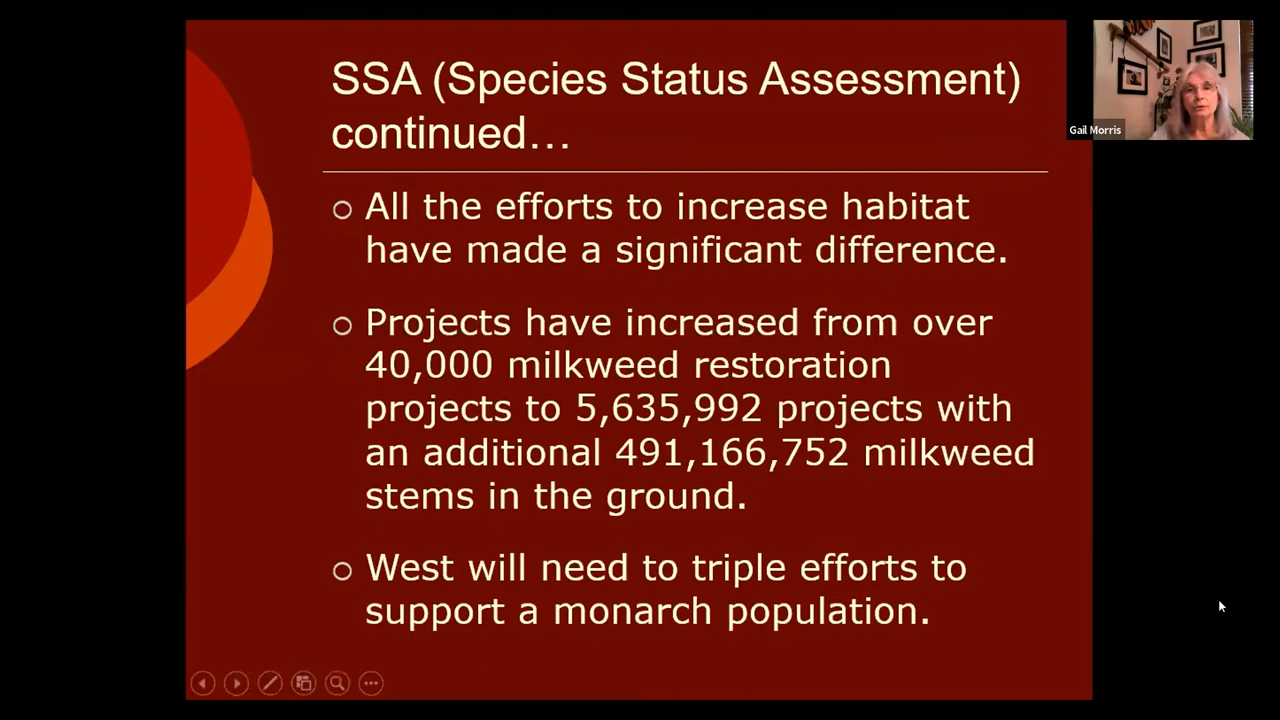 SSA (Species Status Assessment)
continued…
All the efforts to increase habitat
have made a significant difference.
Projects have increased from over
40,000 milkweed restoration
projects to 5,635,992 projects with
an additional 491,166,752 milkweed
stems in the ground.
West will need to triple efforts to
support a monarch population.
Gail Morris